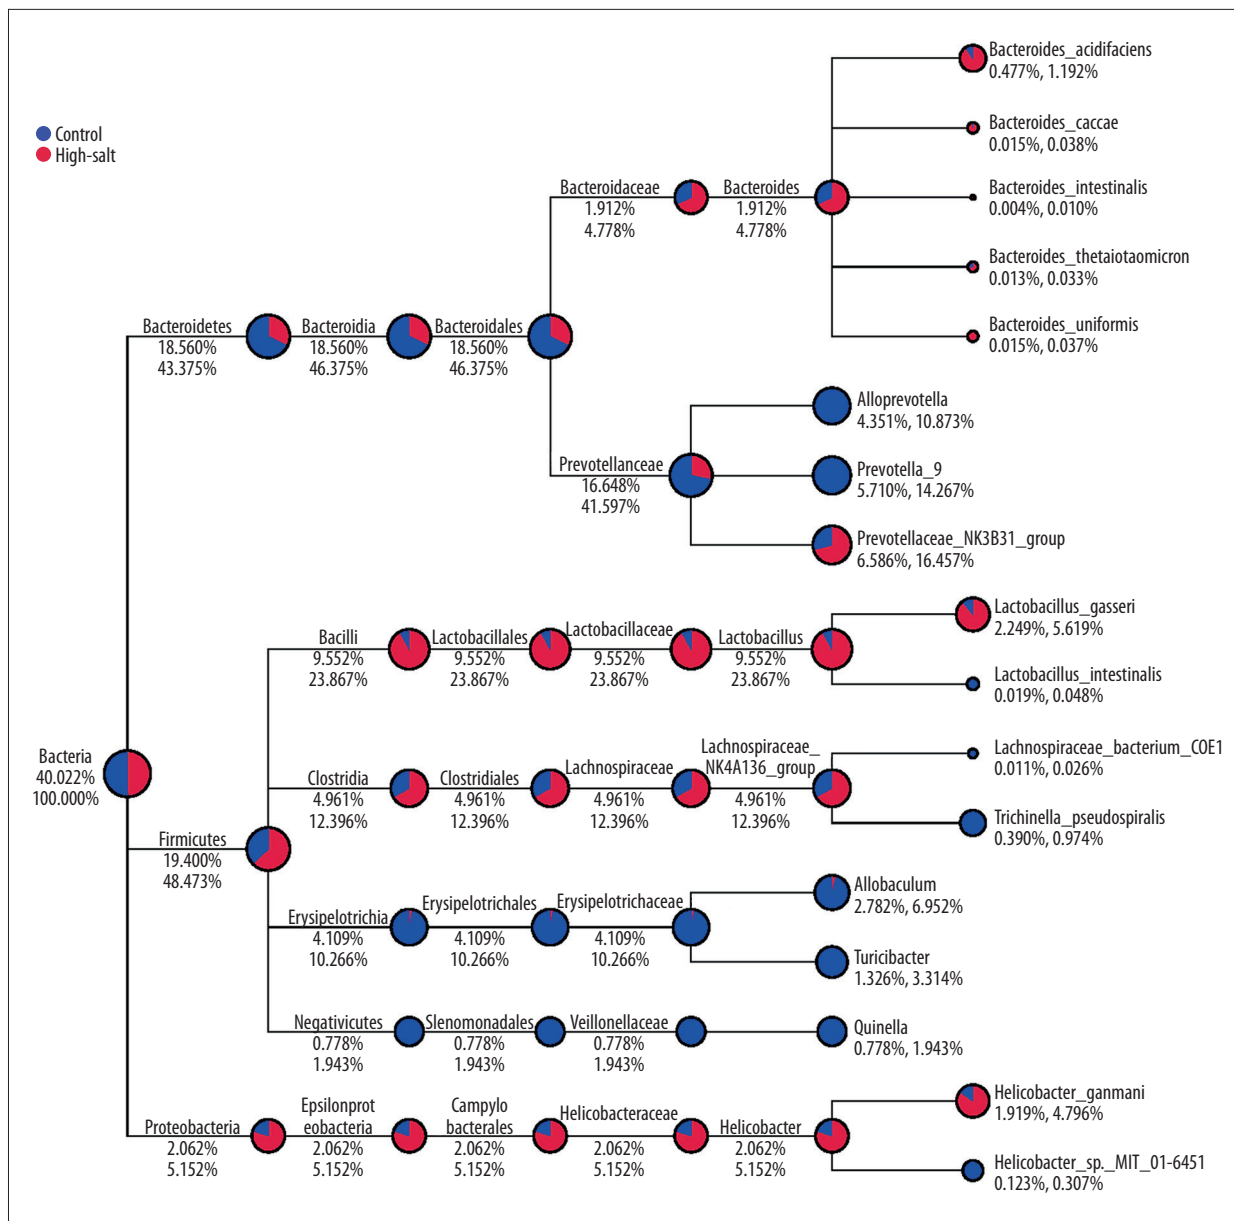 Control
High-salt
Bacteria
40.022%
100.000%
Bacteroidetes
18.560%
43.375%
Bacteroidia
18.560%
46.375%
Bacteroidales
18.560%
46.375%
Bacteroidaceae
1.912%
4.778%
Bacteroides
1.912%
4.778%
Bacteroides_acidifaciens
0.477%, 1.192%
Bacteroides_caccae
0.015%, 0.038%
Bacteroides_intestinalis
0.004%, 0.010%
Bacteroides_thetaiotaomicron
0.013%, 0.033%
Bacteroides_uniformis
0.015%, 0.037%
Prevotellanceae
16.648%
41.597%
Alloprevotella
4.351%, 10.873%
Prevotella_9
5.710%, 14.267%
Prevotellaceae_NK3B31_group
6.586%, 16.457%
Firmicutes
19.400%
48.473%
Bacilli
9.552%
23.867%
Lactobacillales
9.552%
23.867%
Lactobacillaceae
9.552%
23.867%
Lactobacillus
9.552%
23.867%
Lactobacillus_gasseri
2.249%, 5.619%
Lactobacillus_intestinalis
0.019%, 0.048%
Clostridia
4.961%
12.396%
Clostridiales
4.961%
12.396%
Lachnospiraceae
4.961%
12.396%
Lachnospiraceae_
NK4A136_group
4.961%
12.396%
Lachnospiraceae_bacterium_COE1
0.011%, 0.026%
Trichinella_pseudospiralis
0.390%, 0.974%
Erysipelotrichia
4.109%
10.266%
Erysipelotrichales
4.109%
10.266%
Erysipelotrichaceae
4.109%
10.266%
Allobaculum
2.782%, 6.952%
Turicibacter
1.326%, 3.314%
Negativicutes
0.778%
1.943%
Slenomonadales
0.778%
1.943%
Veillonellaceae
0.778%
1.943%
Quinella
0.778%, 1.943%
Proteobacteria
2.062%
5.152%
Epsilonprot
eobacteria
2.062%
5.152%
Campylo
bacterales
2.062%
5.152%
Helicobacteraceae
2.062%
5.152%
Helicobacter
2.062%
5.152%
Helicobacter_ganmani
1.919%, 4.796%
Helicobacter_sp._MIT_01-6451
0.123%, 0.307%